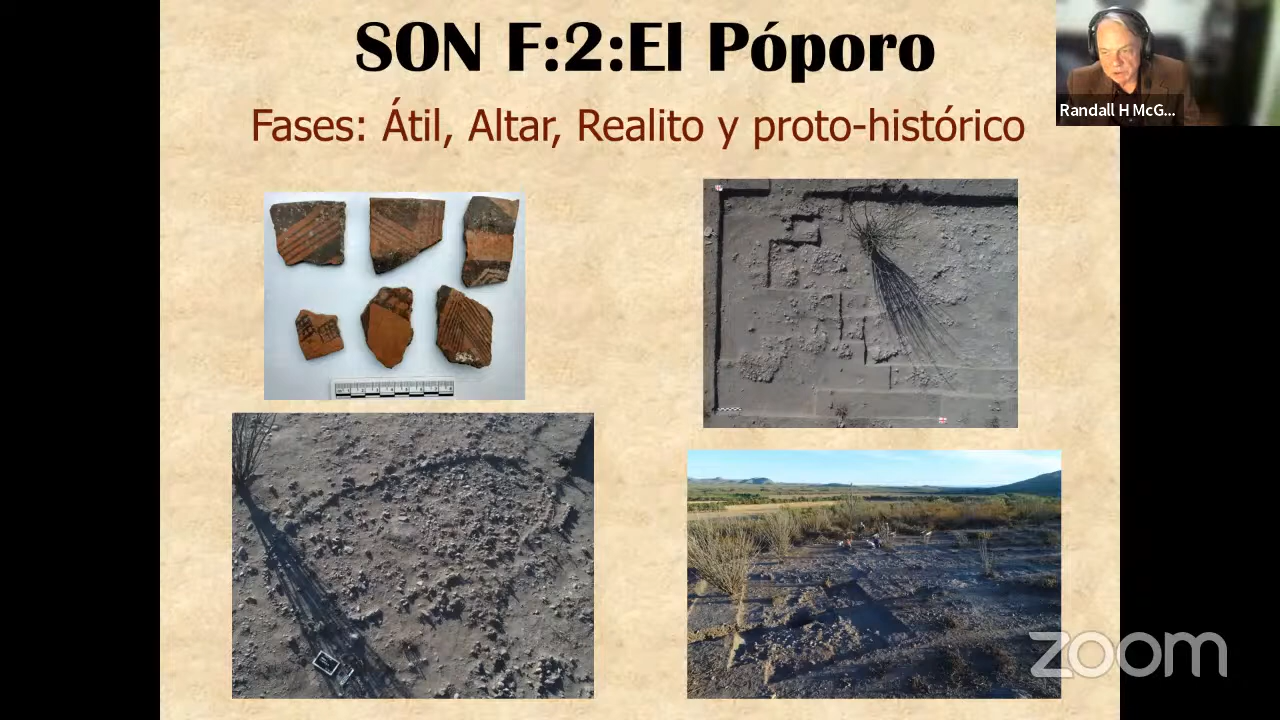 SON F:2:El Póporo
Fases: Átil, Altar, Realito y proto-histórico
Randall H McG...
zoom